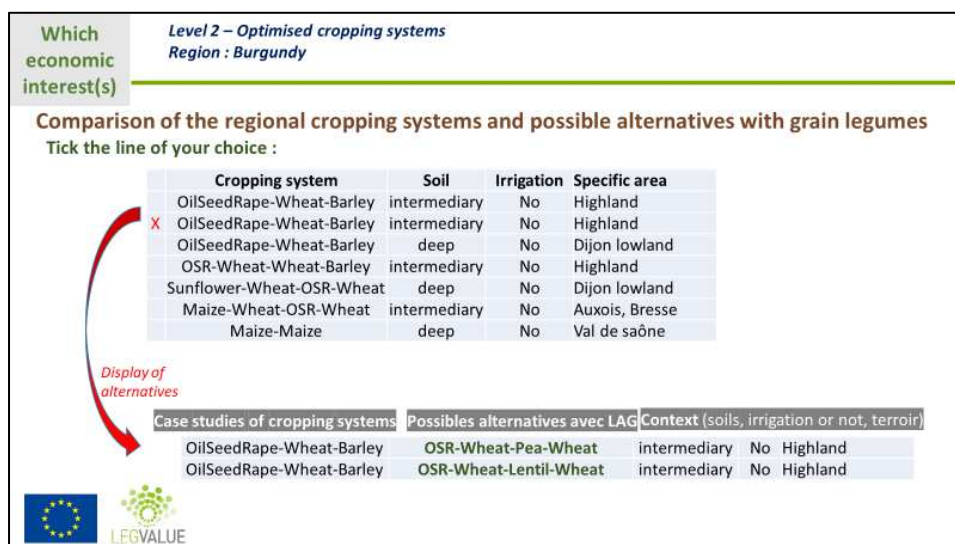 Which
economic
interest(s)
Level 2 – Optimised cropping systems
Region : Burgundy
Comparison of the regional cropping systems and possible alternatives with grain legumes
Tick the line of your choice :
Cropping system Soil Irrigation Specific area
OilSeedRape-Wheat-Barley intermediary No Highland
X OilSeedRape-Wheat-Barley intermediary No Highland
OilSeedRape-Wheat-Barley deep No Dijon lowland
OSR-Wheat-Wheat-Barley intermediary No Highland
Sunflower-Wheat-OSR-Wheat deep No Dijon lowland
Maize-Wheat-OSR-Wheat intermediary No Auxois, Bresse
Maize-Maize deep No Val de saône
Display of
alternatives
Case studies of cropping systems Possibles alternatives avec LAG Context (soils, irrigation or not, terroir)
OilSeedRape-Wheat-Barley OSR-Wheat-Pea-Wheat intermediary No Highland
OilSeedRape-Wheat-Barley OSR-Wheat-Lentil-Wheat intermediary No Highland
LEGVALUE